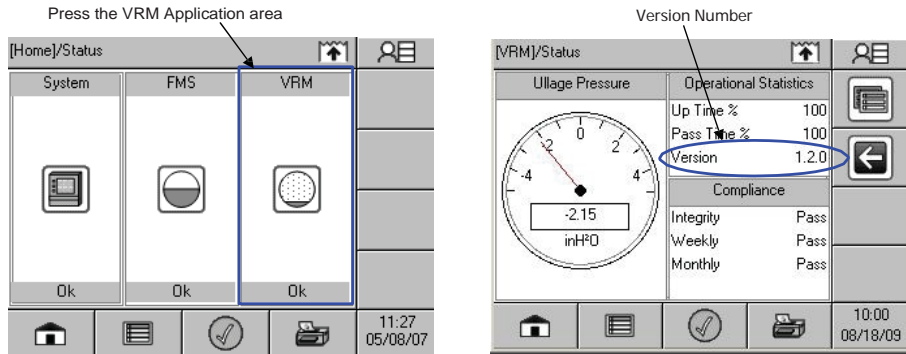 Press the VRM Application area
[Home]/Status
System FMS VRM
Ok Ok Ok
11:27
05/08/07
Version Number
[VRM]/Status
Ullage Pressure
-4 -2 0 2 4
-2.15
inH²O
Operational Statistics
Up Time % 100
Pass Time % 100
Version 1.2.0
Compliance
Integrity Pass
Weekly Pass
Monthly Pass
10:00
08/18/09